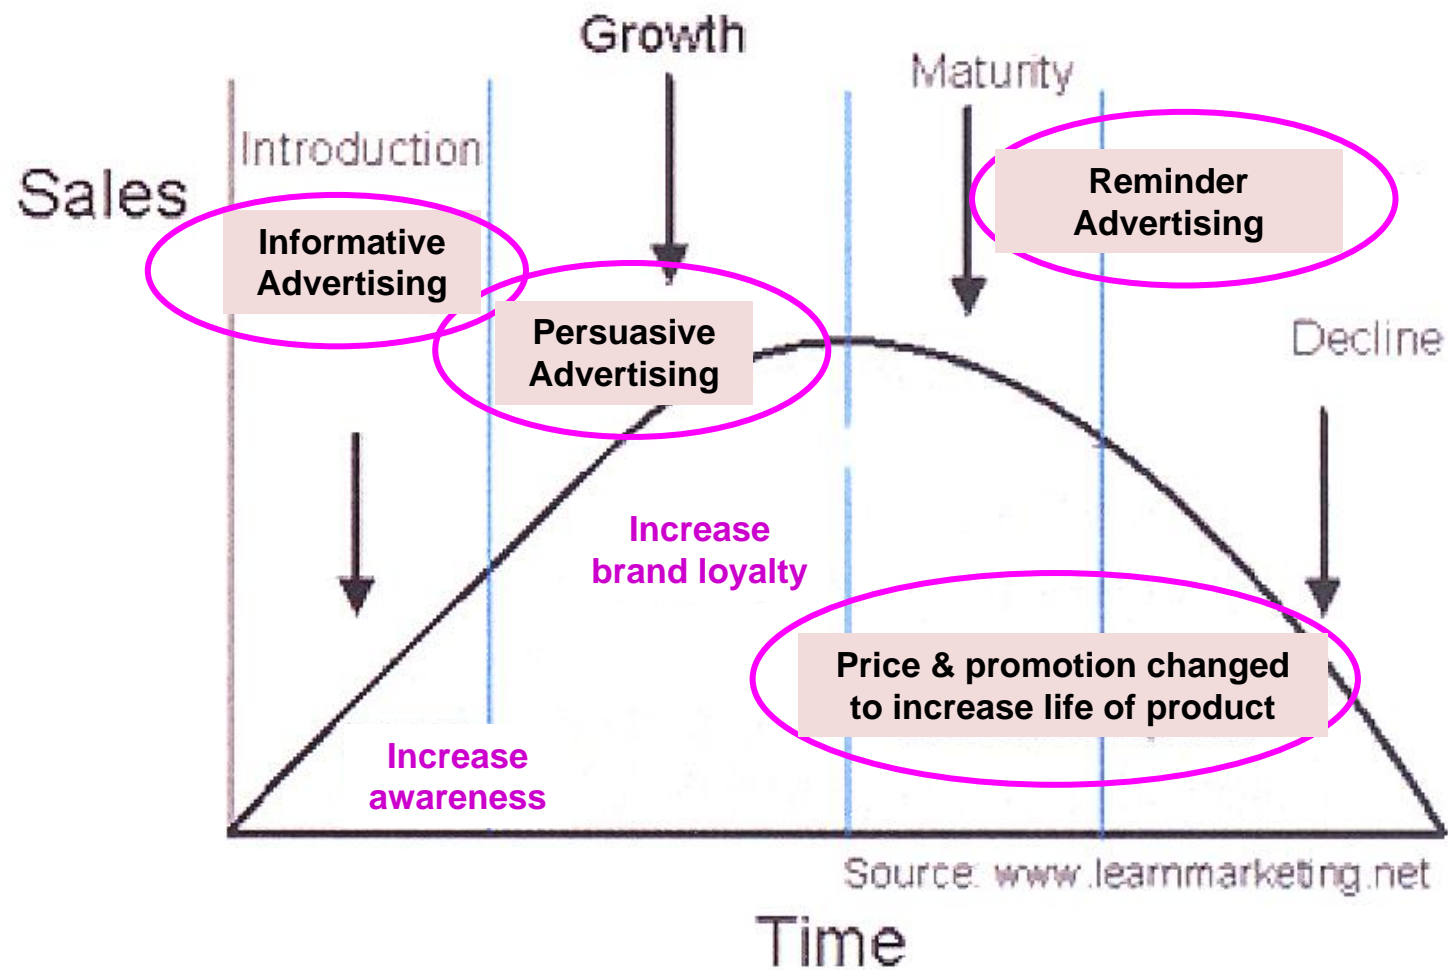 Growth
Maturity
Introduction
Sales
Reminder
Advertising
Informative
Advertising
Persuasive
Advertising
Decline
Increase
brand loyalty
Price & promotion changed
to increase life of product
Increase
awareness
Source: www.learnmarketing.net
Time